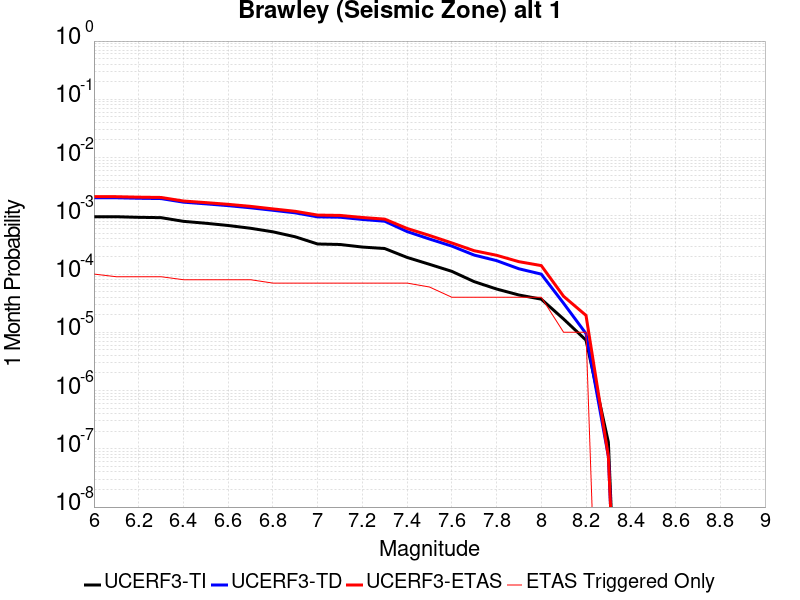 Brawley (Seismic Zone) alt 1
10 0
10 -1
10 -2
10 -3
10 -4
10 -5
10 -6
10 -7
10 -8
1 Month Probability
6 6.2 6.4 6.6 6.8 7 7.2 7.4 7.6 7.8 8 8.2 8.4 8.6 8.8 9
Magnitude
UCERF3-TI UCERF3-TD UCERF3-ETAS ETAS Triggered Only